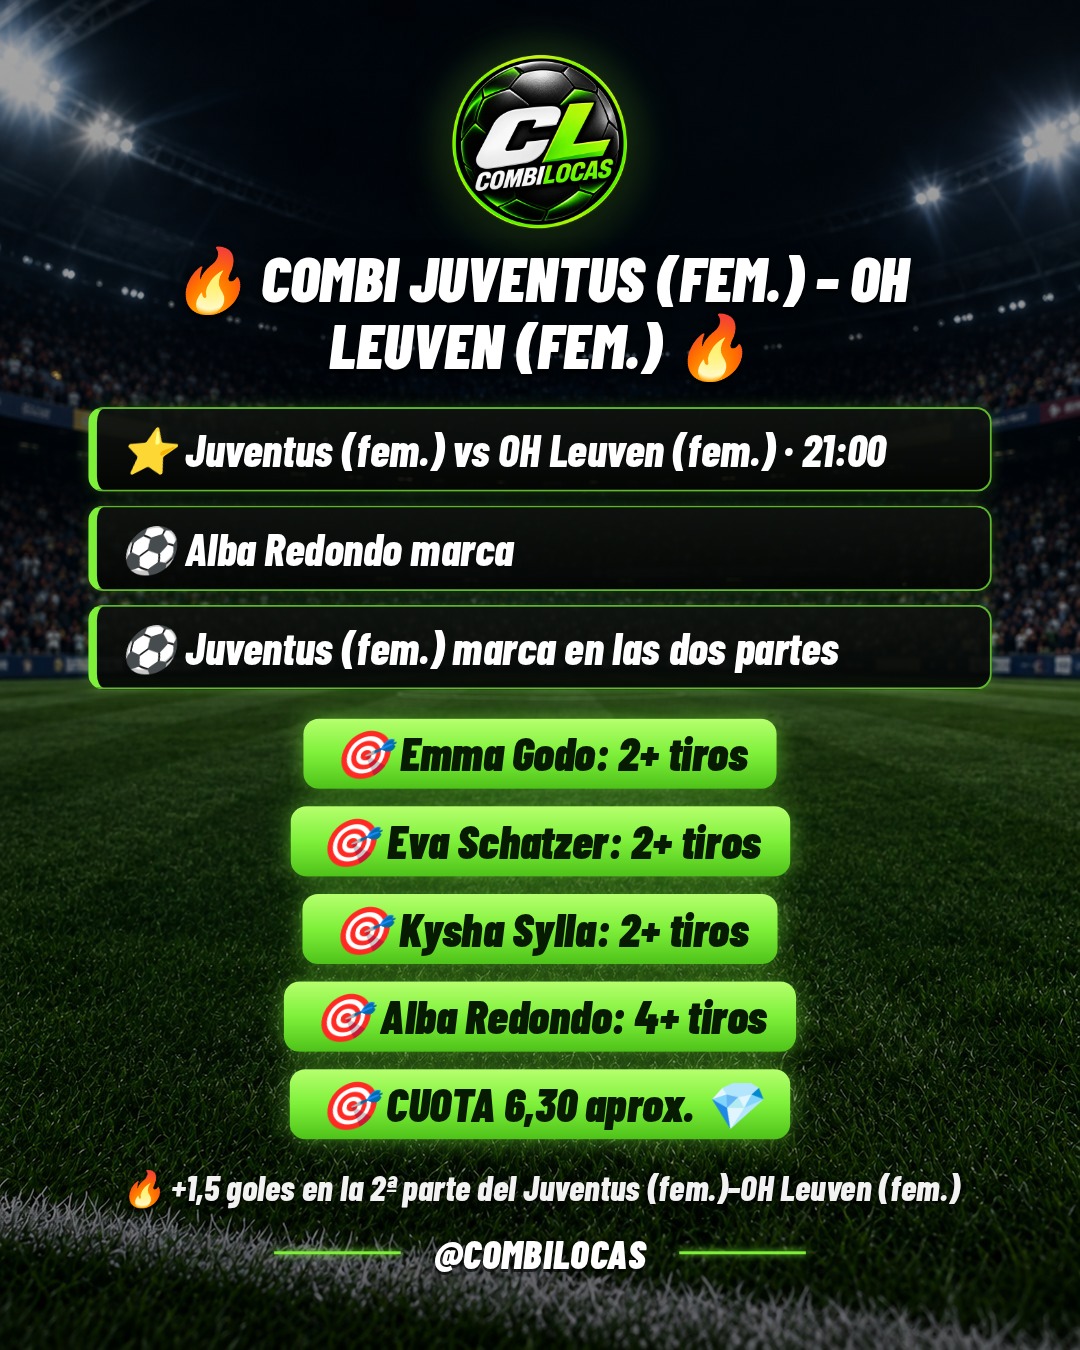 CL
COMBILOCAS
🔥 COMBI JUVENTUS (FEM.) – OH
LEUVEN (FEM.) 🔥
⭐ Juventus (fem.) vs OH Leuven (fem.) · 21:00
⚽ Alba Redondo marca
⚽ Juventus (fem.) marca en las dos partes
🎯 Emma Godo: 2+ tiros
🎯 Eva Schatzer: 2+ tiros
🎯 Kysha Sylla: 2+ tiros
🎯 Alba Redondo: 4+ tiros
🎯 CUOTA 6,30 aprox. 💎
🔥 +1,5 goles en la 2ª parte del Juventus (fem.)–OH Leuven (fem.)
@COMBILOCAS